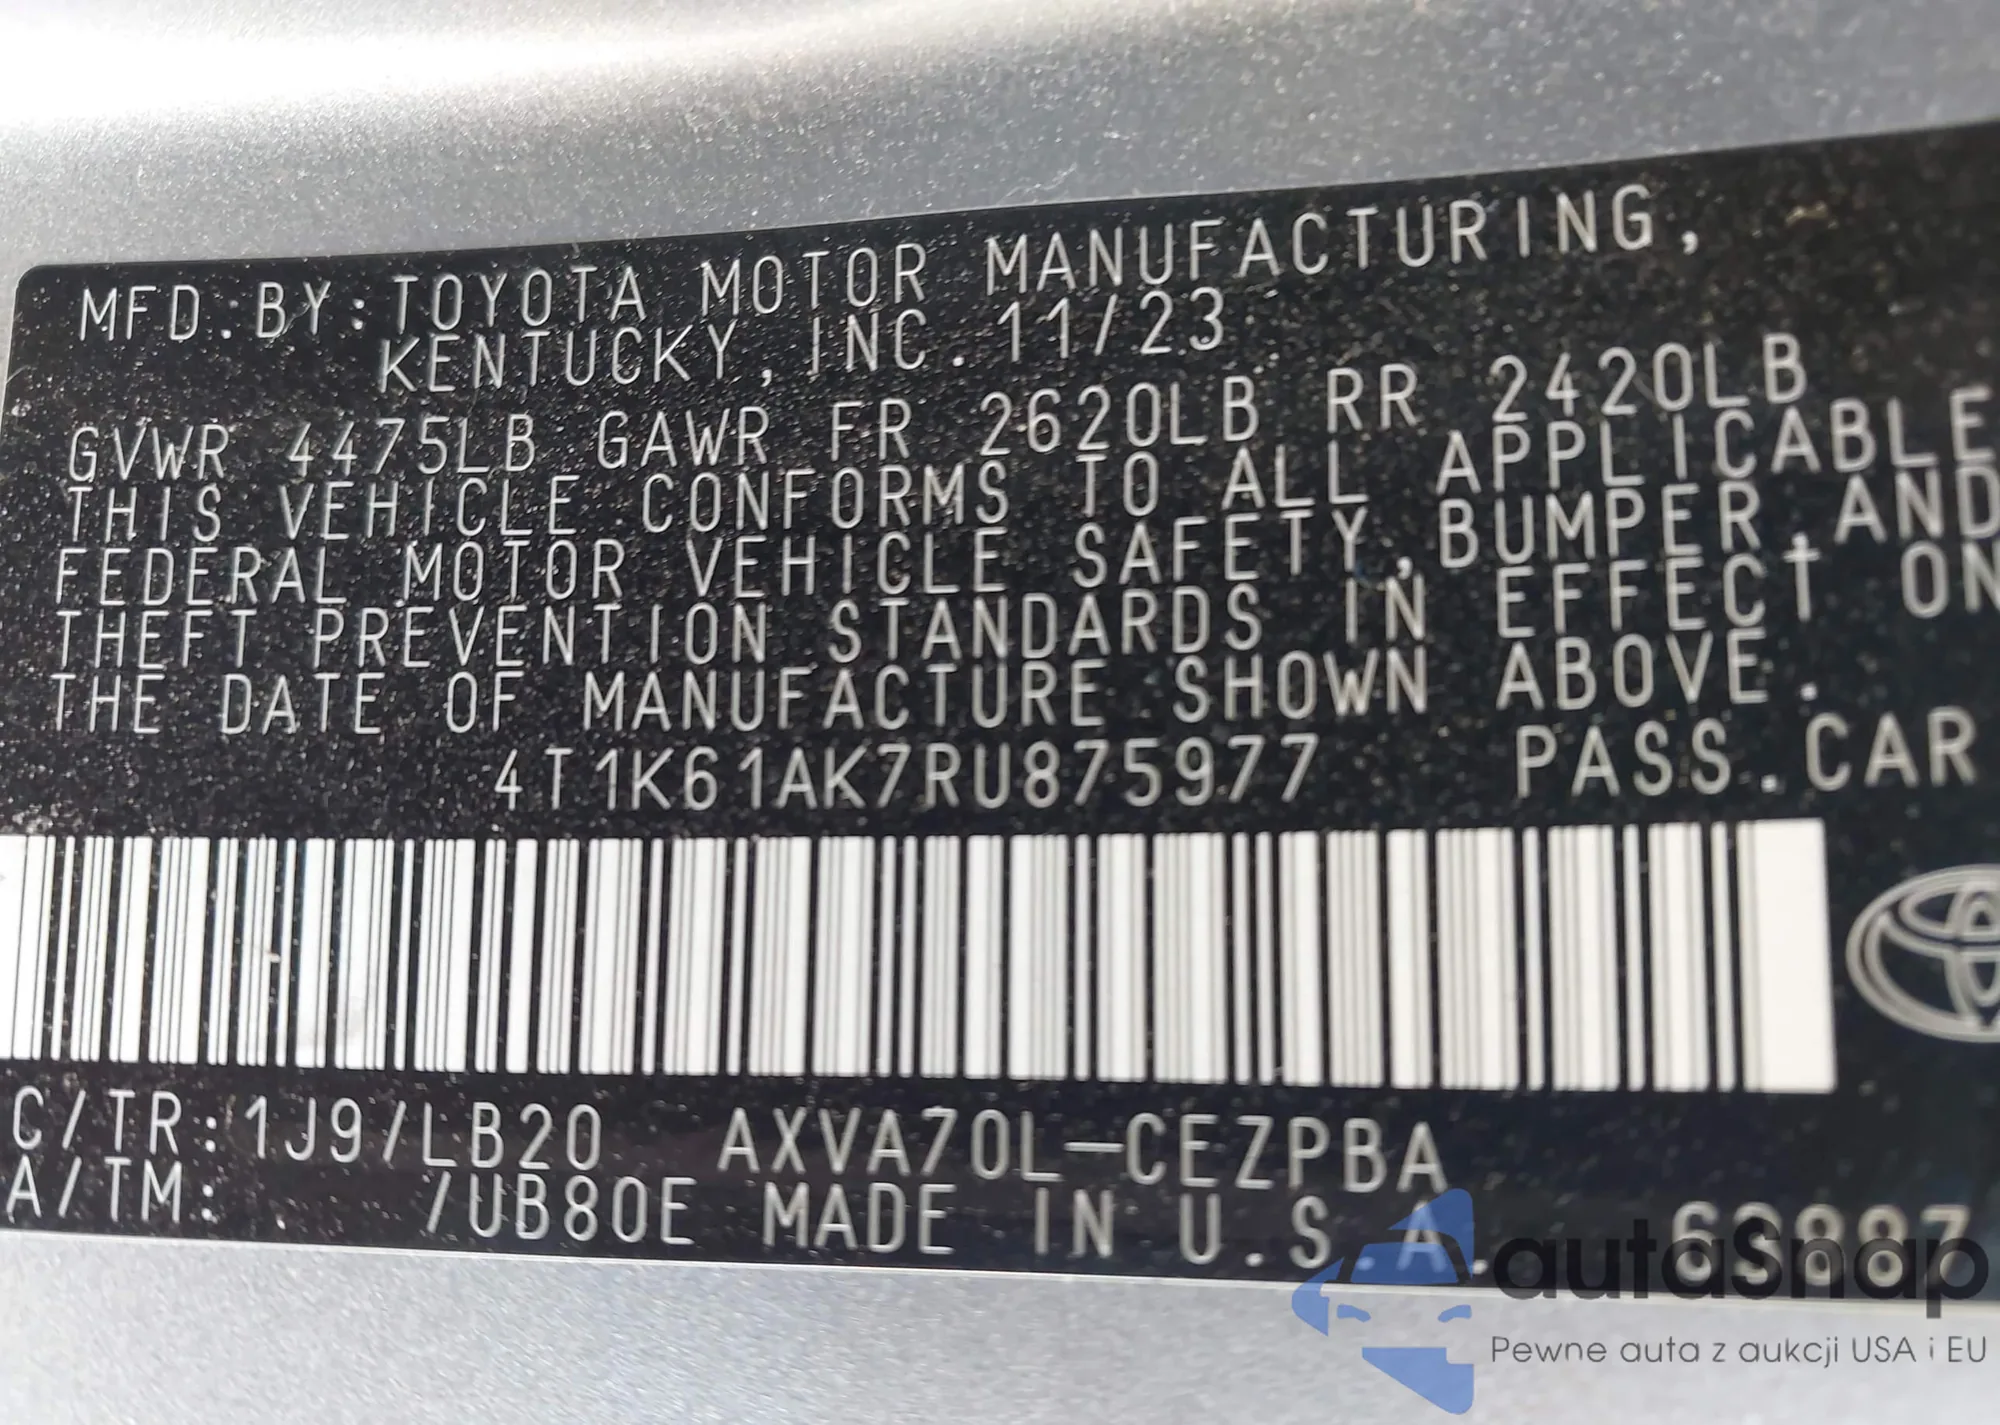 MFD.BY:TOYOTA MOTOR MANUFACTURING,
KENTUCKY, INC. 11/23
GVWR 4475LB GAWR FR 2620LB RR 2420LB
THIS VEHICLE CONFORMS TO ALL APPLICABLE
FEDERAL MOTOR VEHICLE SAFETY,BUMPER,AND
THEFT PREVENTION STANDARDS IN EFFECT ON
THE DATE OF MANUFACTURE SHOWN ABOVE.
4T1K61AK7RU875977 PASS.CAR
C/TR:1J9/LB20 AXVA70L-CEZPBA
A/TM: /UB80E MADE IN U.S.A. 63887
autoSnap
Pewne auta z aukcji USA i EU